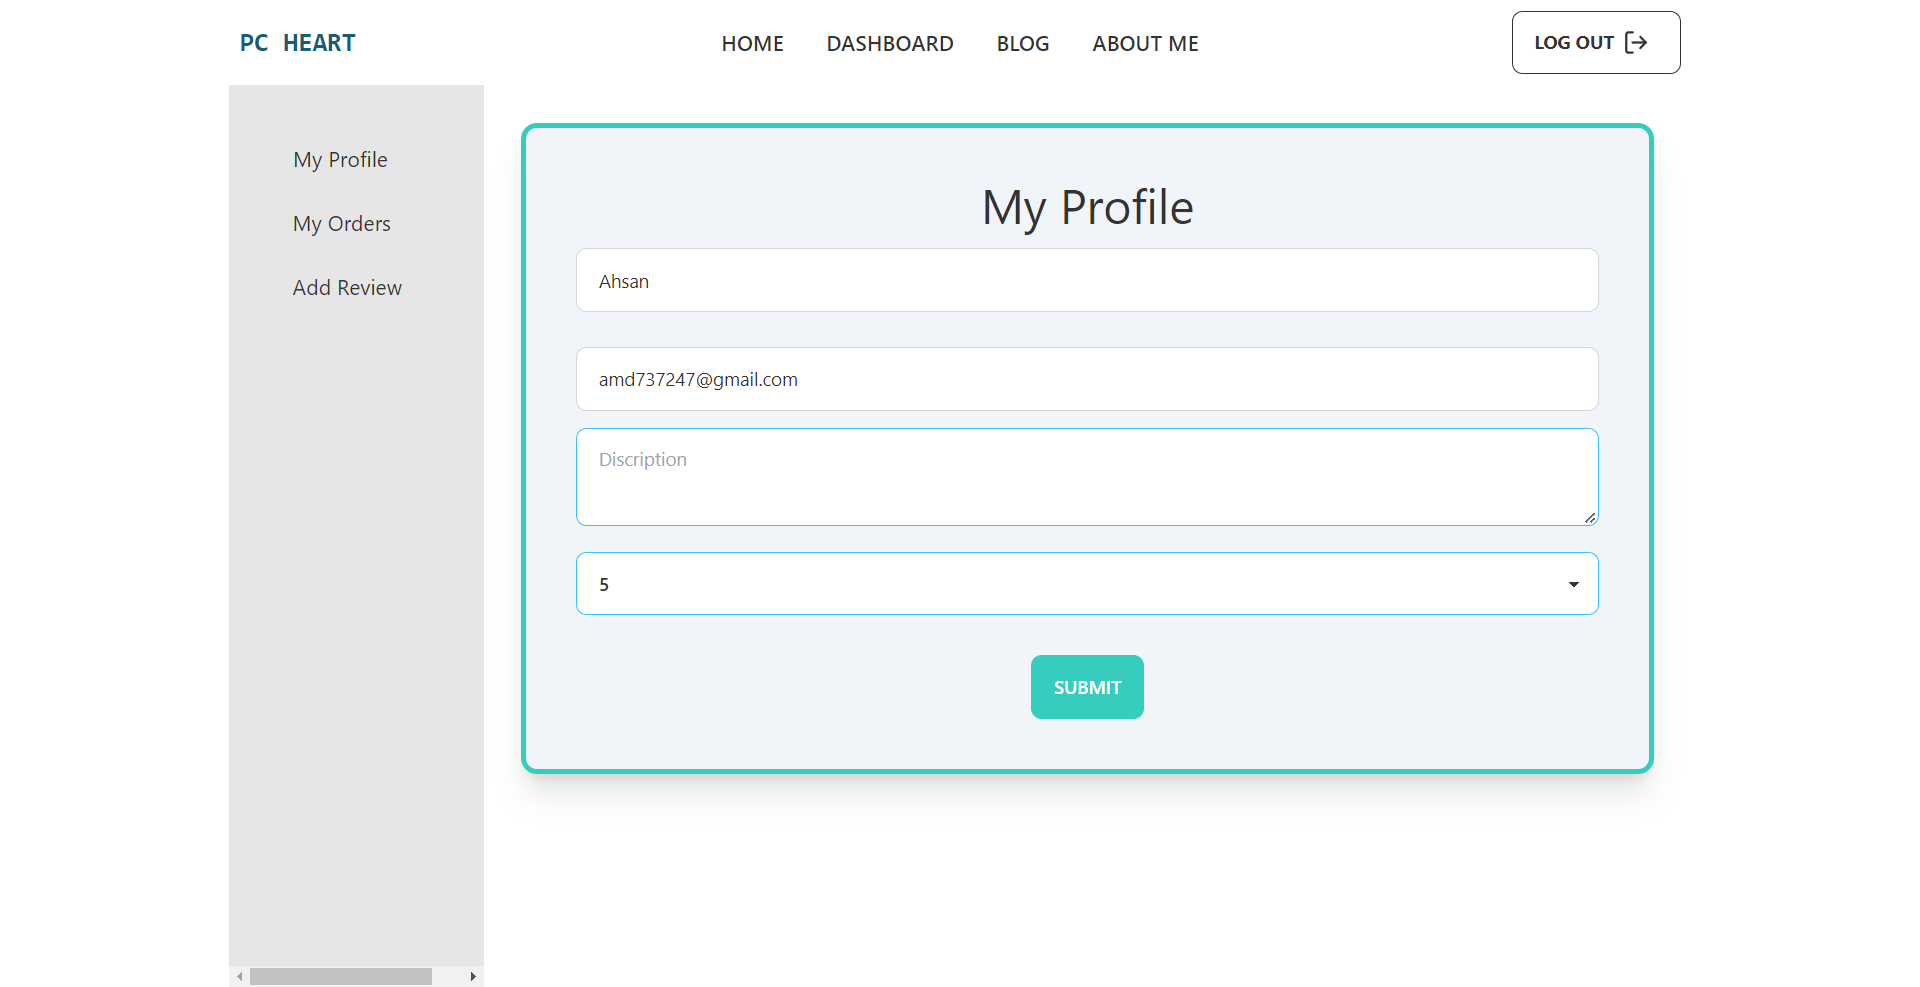 PC HEART
HOME DASHBOARD BLOG ABOUT ME
LOG OUT
My Profile
My Orders
Add Review
My Profile
Ahsan
amd737247@gmail.com
Discription
5
SUBMIT